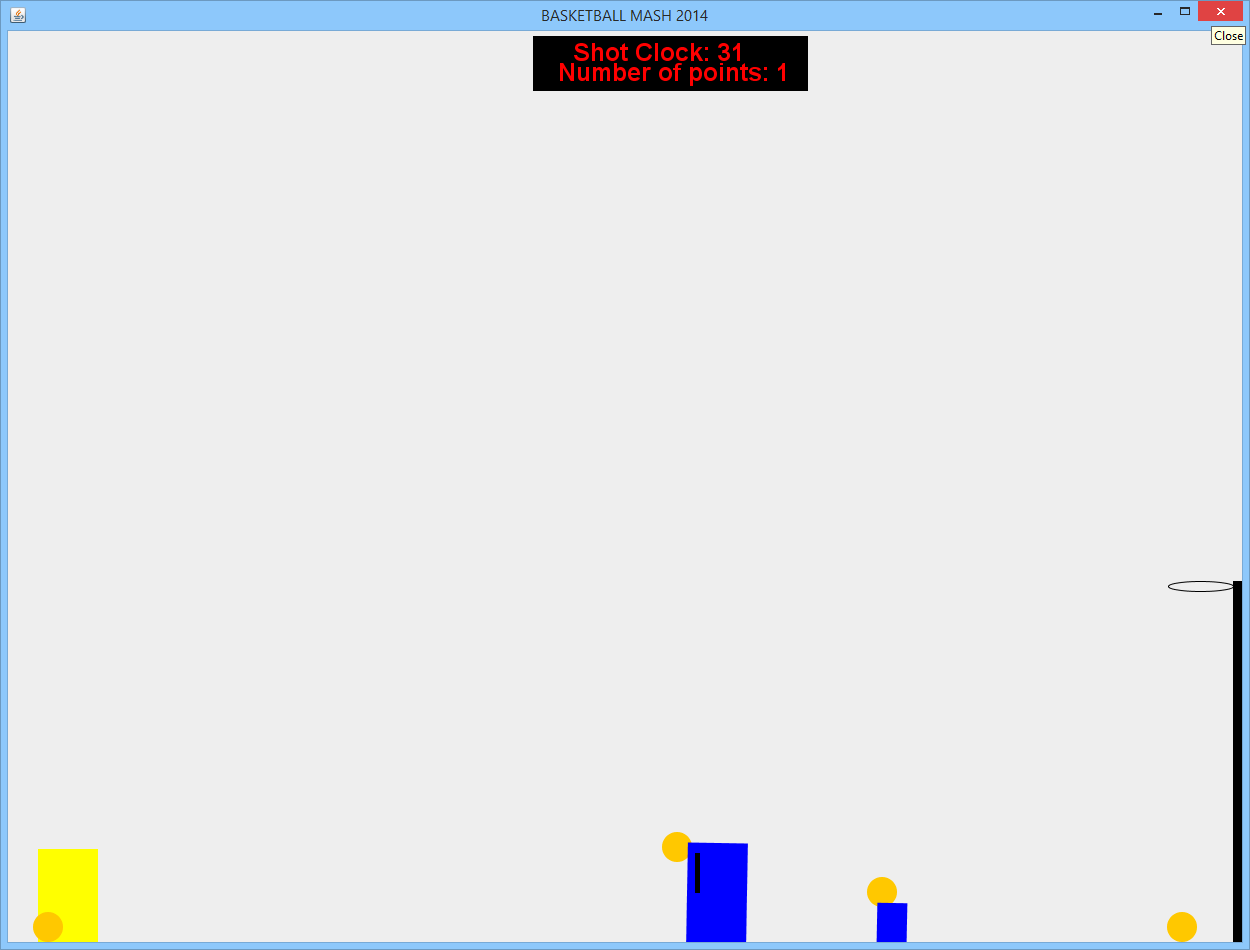 BASKETBALL MASH 2014
Close
Shot Clock: 31
Number of points: 1